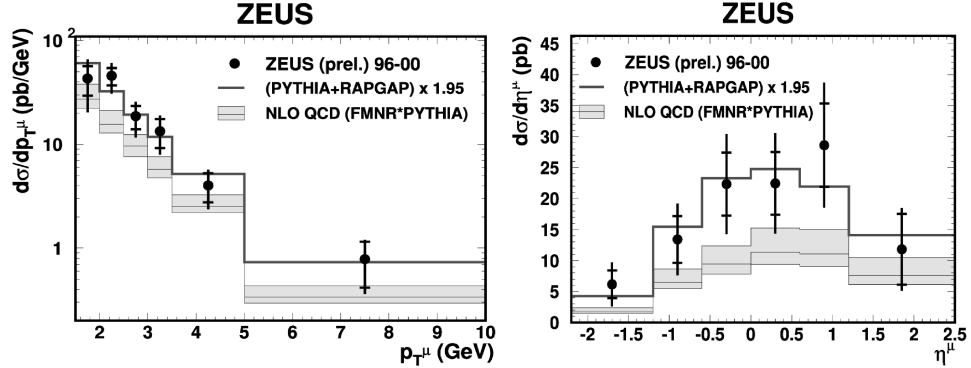 ZEUS
dσ/dp_T^μ (pb/GeV)
10^2
10
1
ZEUS (prel.) 96-00
(PYTHIA+RAPGAP) x 1.95
NLO QCD (FMNR*PYTHIA)
2 3 4 5 6 7 8 9 10
p_T^μ (GeV)
ZEUS
dσ/dη^μ (pb)
45
40
35
30
25
20
15
10
5
0
ZEUS (prel.) 96-00
(PYTHIA+RAPGAP) x 1.95
NLO QCD (FMNR*PYTHIA)
-2 -1.5 -1 -0.5 0 0.5 1 1.5 2 2.5
η^μ